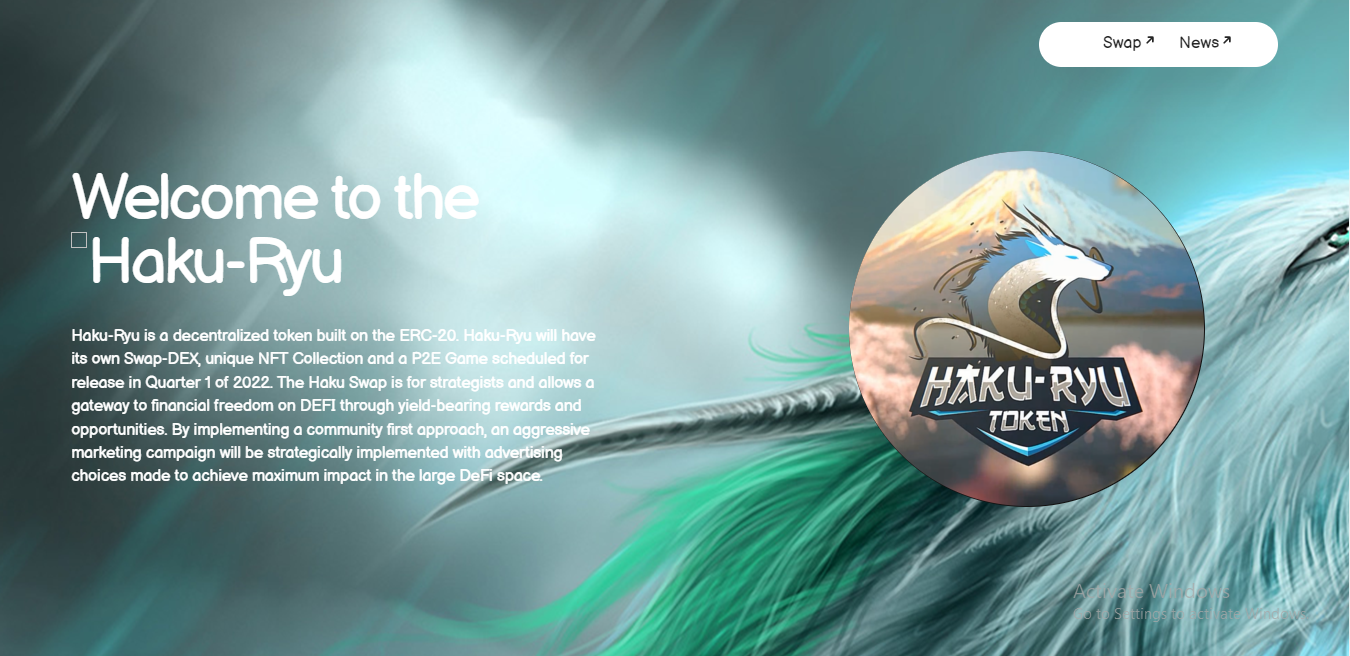 Swap News
Welcome to the
Haku-Ryu
Haku-Ryu is a decentralized token built on the ERC-20. Haku-Ryu will have
its own Swap-DEX, unique NFT Collection and a P2E Game scheduled for
release in Quarter 1 of 2022. The Haku Swap is for strategists and allows a
gateway to financial freedom on DEFI through yield-bearing rewards and
opportunities. By implementing a community first approach, an aggressive
marketing campaign will be strategically implemented with advertising
choices made to achieve maximum impact in the large DeFi space.
HAKU-RYU
TOKEN
Activate Windows
Go to Settings to activate Windows.